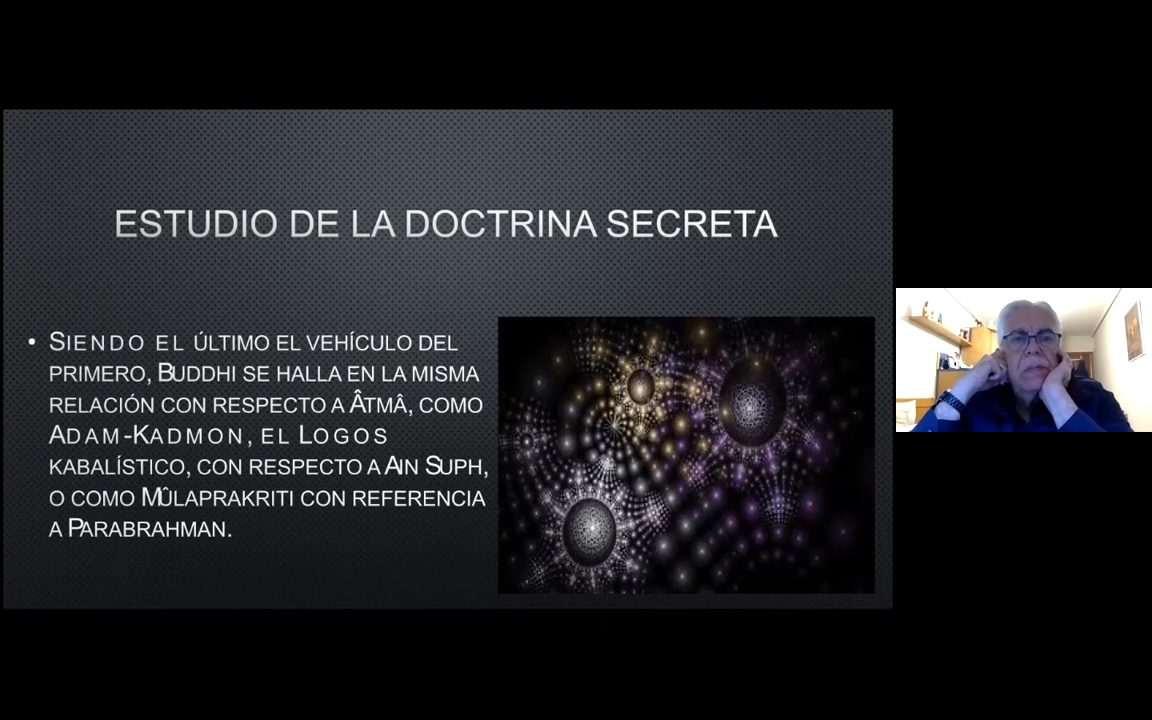 ESTUDIO DE LA DOCTRINA SECRETA
• SIENDO EL ÚLTIMO EL VEHÍCULO DEL
PRIMERO, BUDDHI SE HALLA EN LA MISMA
RELACIÓN CON RESPECTO A ÂTMÂ, COMO
ADAM-KADMON, EL LOGOS
KABALÍSTICO, CON RESPECTO A AIN SUPH,
O COMO MÛLAPRAKRITI CON REFERENCIA
A PARABRAHMAN.